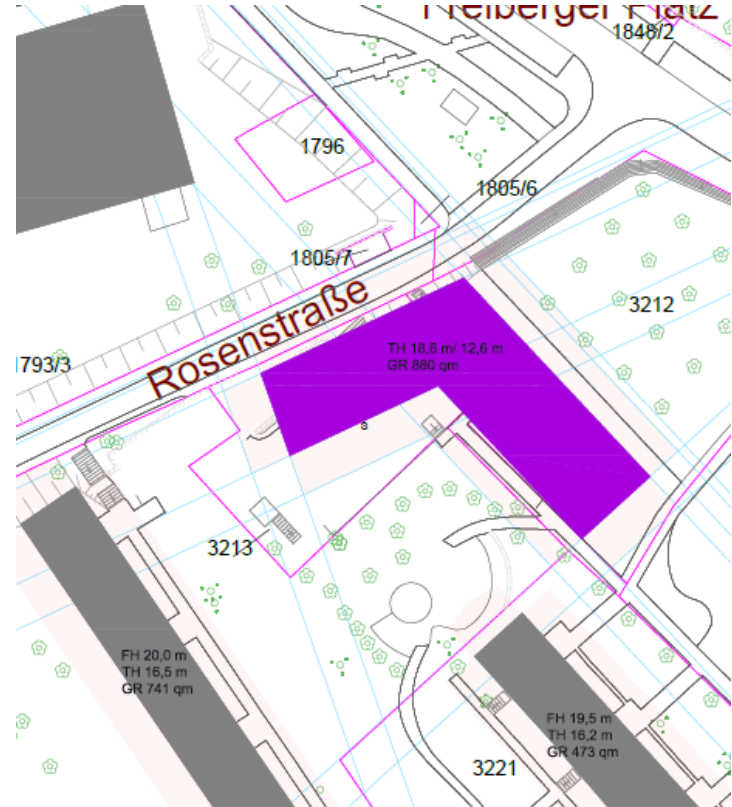 Freiberger Platz
1848/2
1796
1805/6
1805/7
Rosenstraße
3212
1793/3
TH 18,6 m/ 12,6 m
GR 880 qm
s
3213
FH 20,0 m
TH 16,5 m
GR 741 qm
FH 19,5 m
TH 16,2 m
GR 473 qm
3221